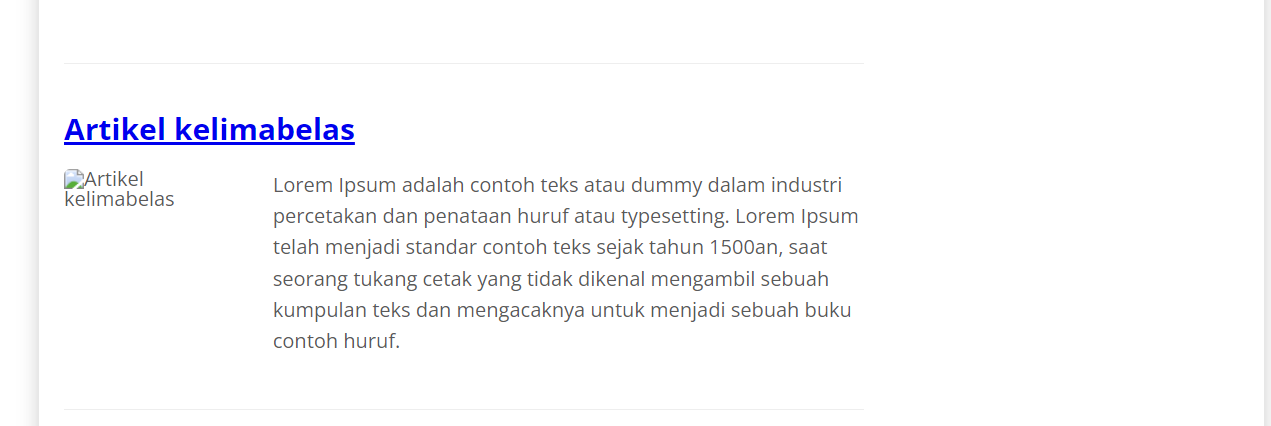 Artikel kelimabelas
Artikel
kelimabelas
Lorem Ipsum adalah contoh teks atau dummy dalam industri
percetakan dan penataan huruf atau typesetting. Lorem Ipsum
telah menjadi standar contoh teks sejak tahun 1500an, saat
seorang tukang cetak yang tidak dikenal mengambil sebuah
kumpulan teks dan mengacaknya untuk menjadi sebuah buku
contoh huruf.